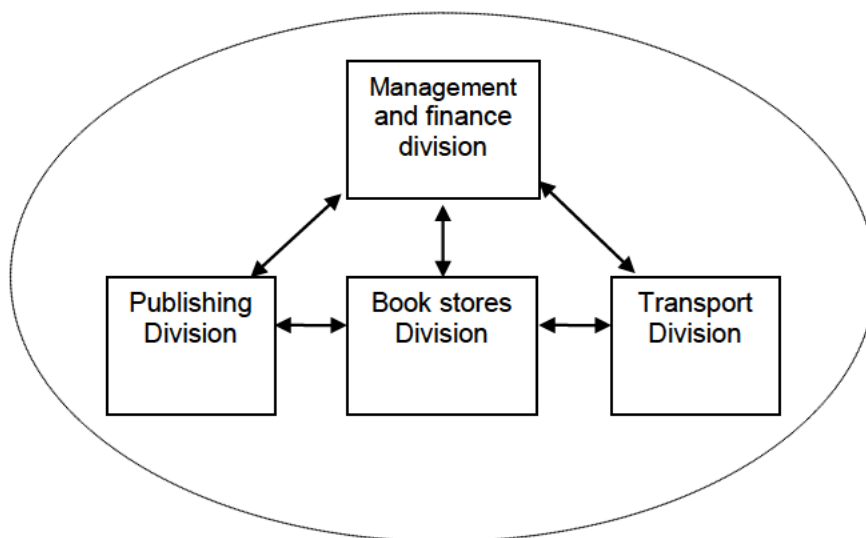 Management
and finance
division
Publishing
Division
Book stores
Division
Transport
Division